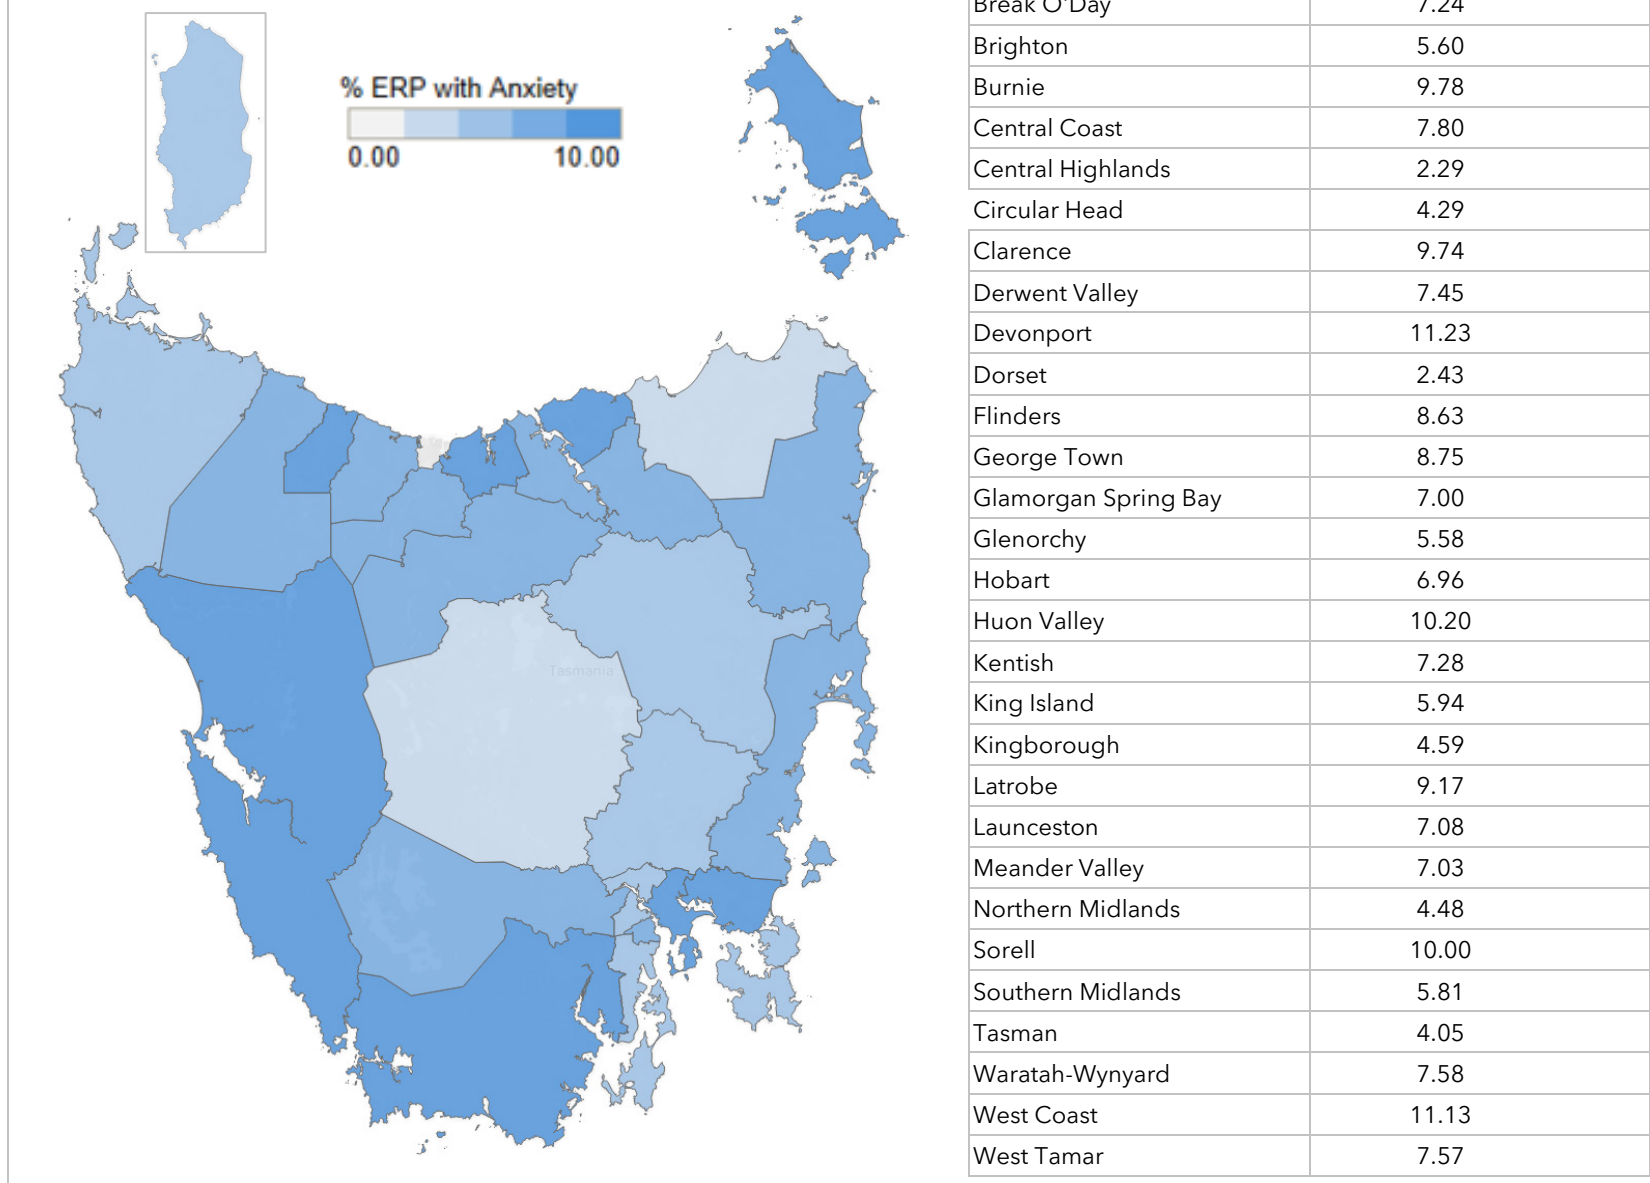 % ERP with Anxiety
0.00 10.00
Tasmania
Break O'Day 7.24
Brighton 5.60
Burnie 9.78
Central Coast 7.80
Central Highlands 2.29
Circular Head 4.29
Clarence 9.74
Derwent Valley 7.45
Devonport 11.23
Dorset 2.43
Flinders 8.63
George Town 8.75
Glamorgan Spring Bay 7.00
Glenorchy 5.58
Hobart 6.96
Huon Valley 10.20
Kentish 7.28
King Island 5.94
Kingborough 4.59
Latrobe 9.17
Launceston 7.08
Meander Valley 7.03
Northern Midlands 4.48
Sorell 10.00
Southern Midlands 5.81
Tasman 4.05
Waratah-Wynyard 7.58
West Coast 11.13
West Tamar 7.57